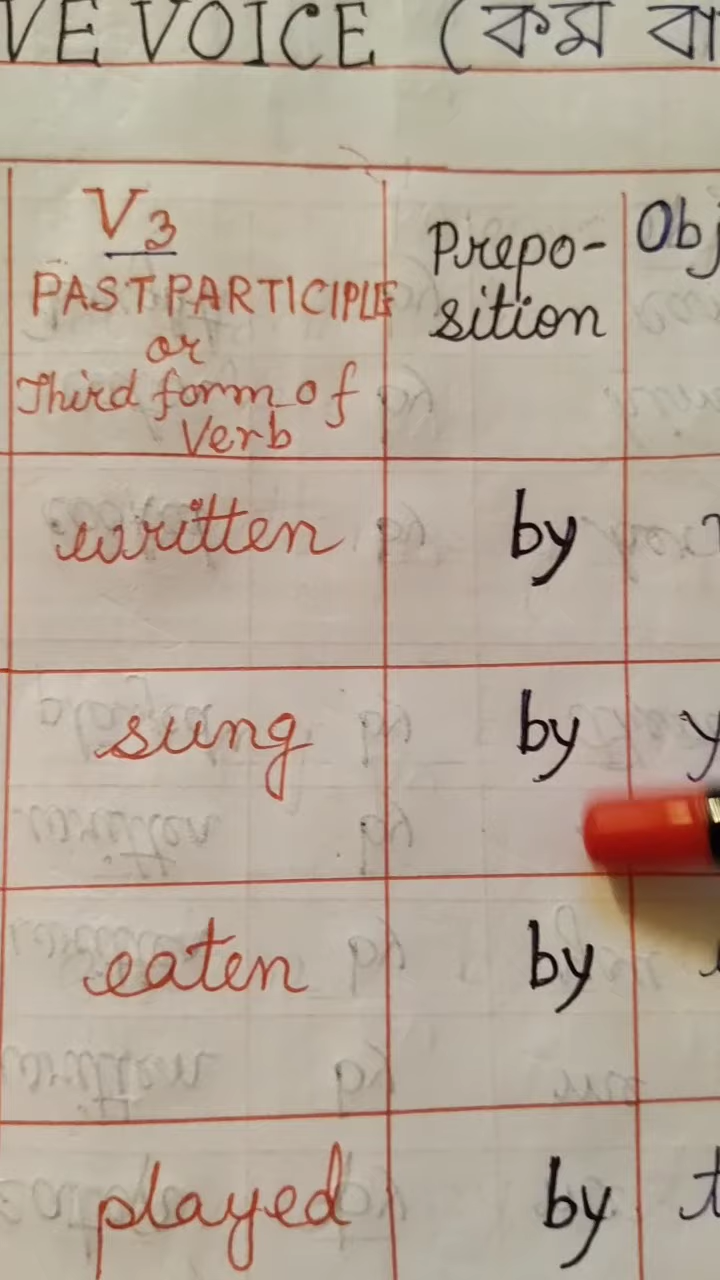 VE VOICE (কম বা
V3
PAST PARTICIPLE
or
Third form of
Verb
Prepo-
sition
Obj
written by
sung by y
eaten by
played by t